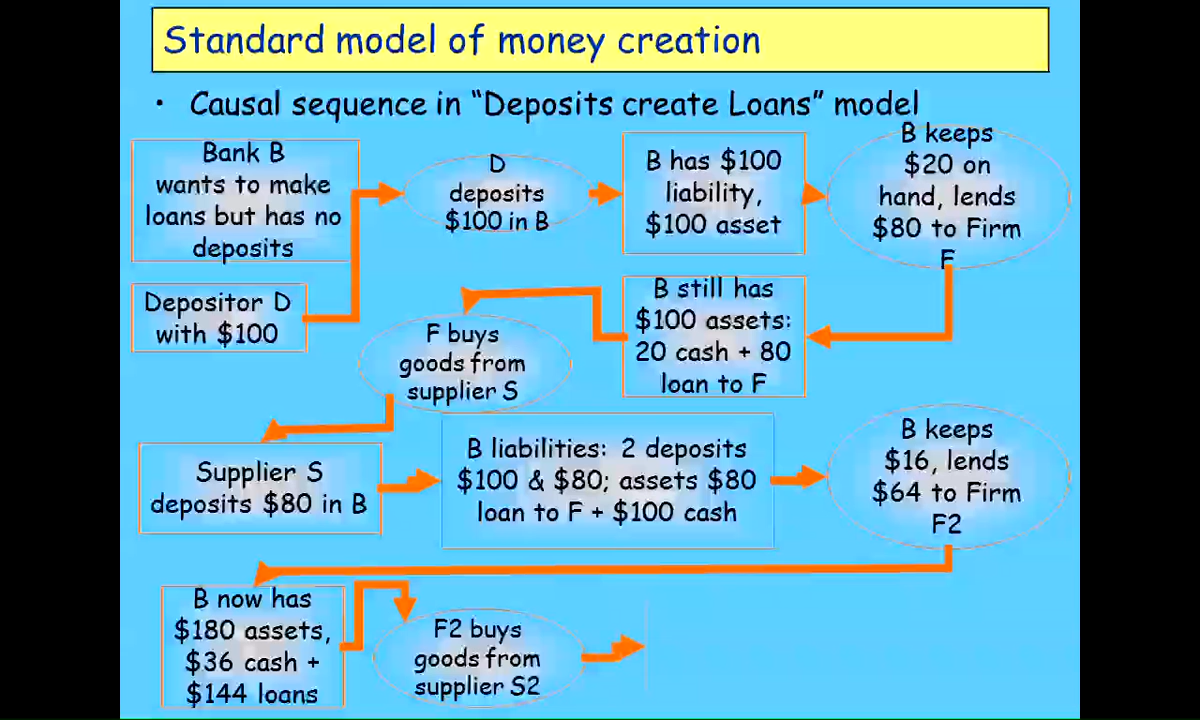 Standard model of money creation
• Causal sequence in “Deposits create Loans” model
Bank B
wants to make
loans but has no
deposits
Depositor D
with $100
D
deposits
$100 in B
B has $100
liability,
$100 asset
B keeps
$20 on
hand, lends
$80 to Firm
F
B still has
$100 assets:
20 cash + 80
loan to F
F buys
goods from
supplier S
Supplier S
deposits $80 in B
B liabilities: 2 deposits
$100 & $80; assets $80
loan to F + $100 cash
B keeps
$16, lends
$64 to Firm
F2
B now has
$180 assets,
$36 cash +
$144 loans
F2 buys
goods from
supplier S2